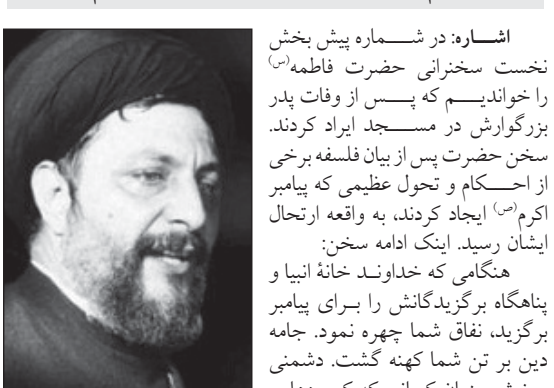 اشاره: در شماره پیش بخش
نخست سخنرانی حضرت فاطمه(س)
را خواندیم که پس از وفات پدر
بزرگوارش در مسجد ایراد کردند.
سخن حضرت پس از بیان فلسفه برخی
از احکام و تحول عظیمی که پیامبر
اکرم(ص) ایجاد کردند، به واقعه ارتحال
ایشان رسید. اینک ادامه سخن:
هنگامی که خداوند خانهٔ انبیا و
پناهگاه برگزیدگانش را برای پیامبر
برگزید، نفاق شما چهره نمود. جامه
دین بر تن شما کهنه گشت. دشمنی